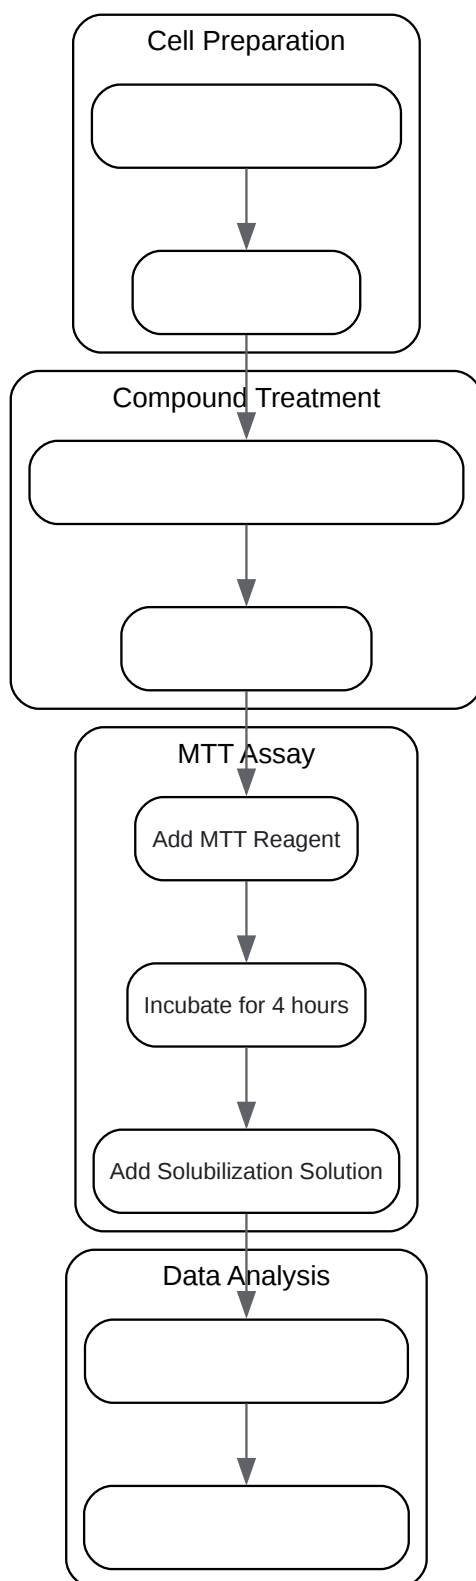 Cell Preparation
Compound Treatment
MTT Assay
Add MTT Reagent
Incubate for 4 hours
Add Solubilization Solution
Data Analysis